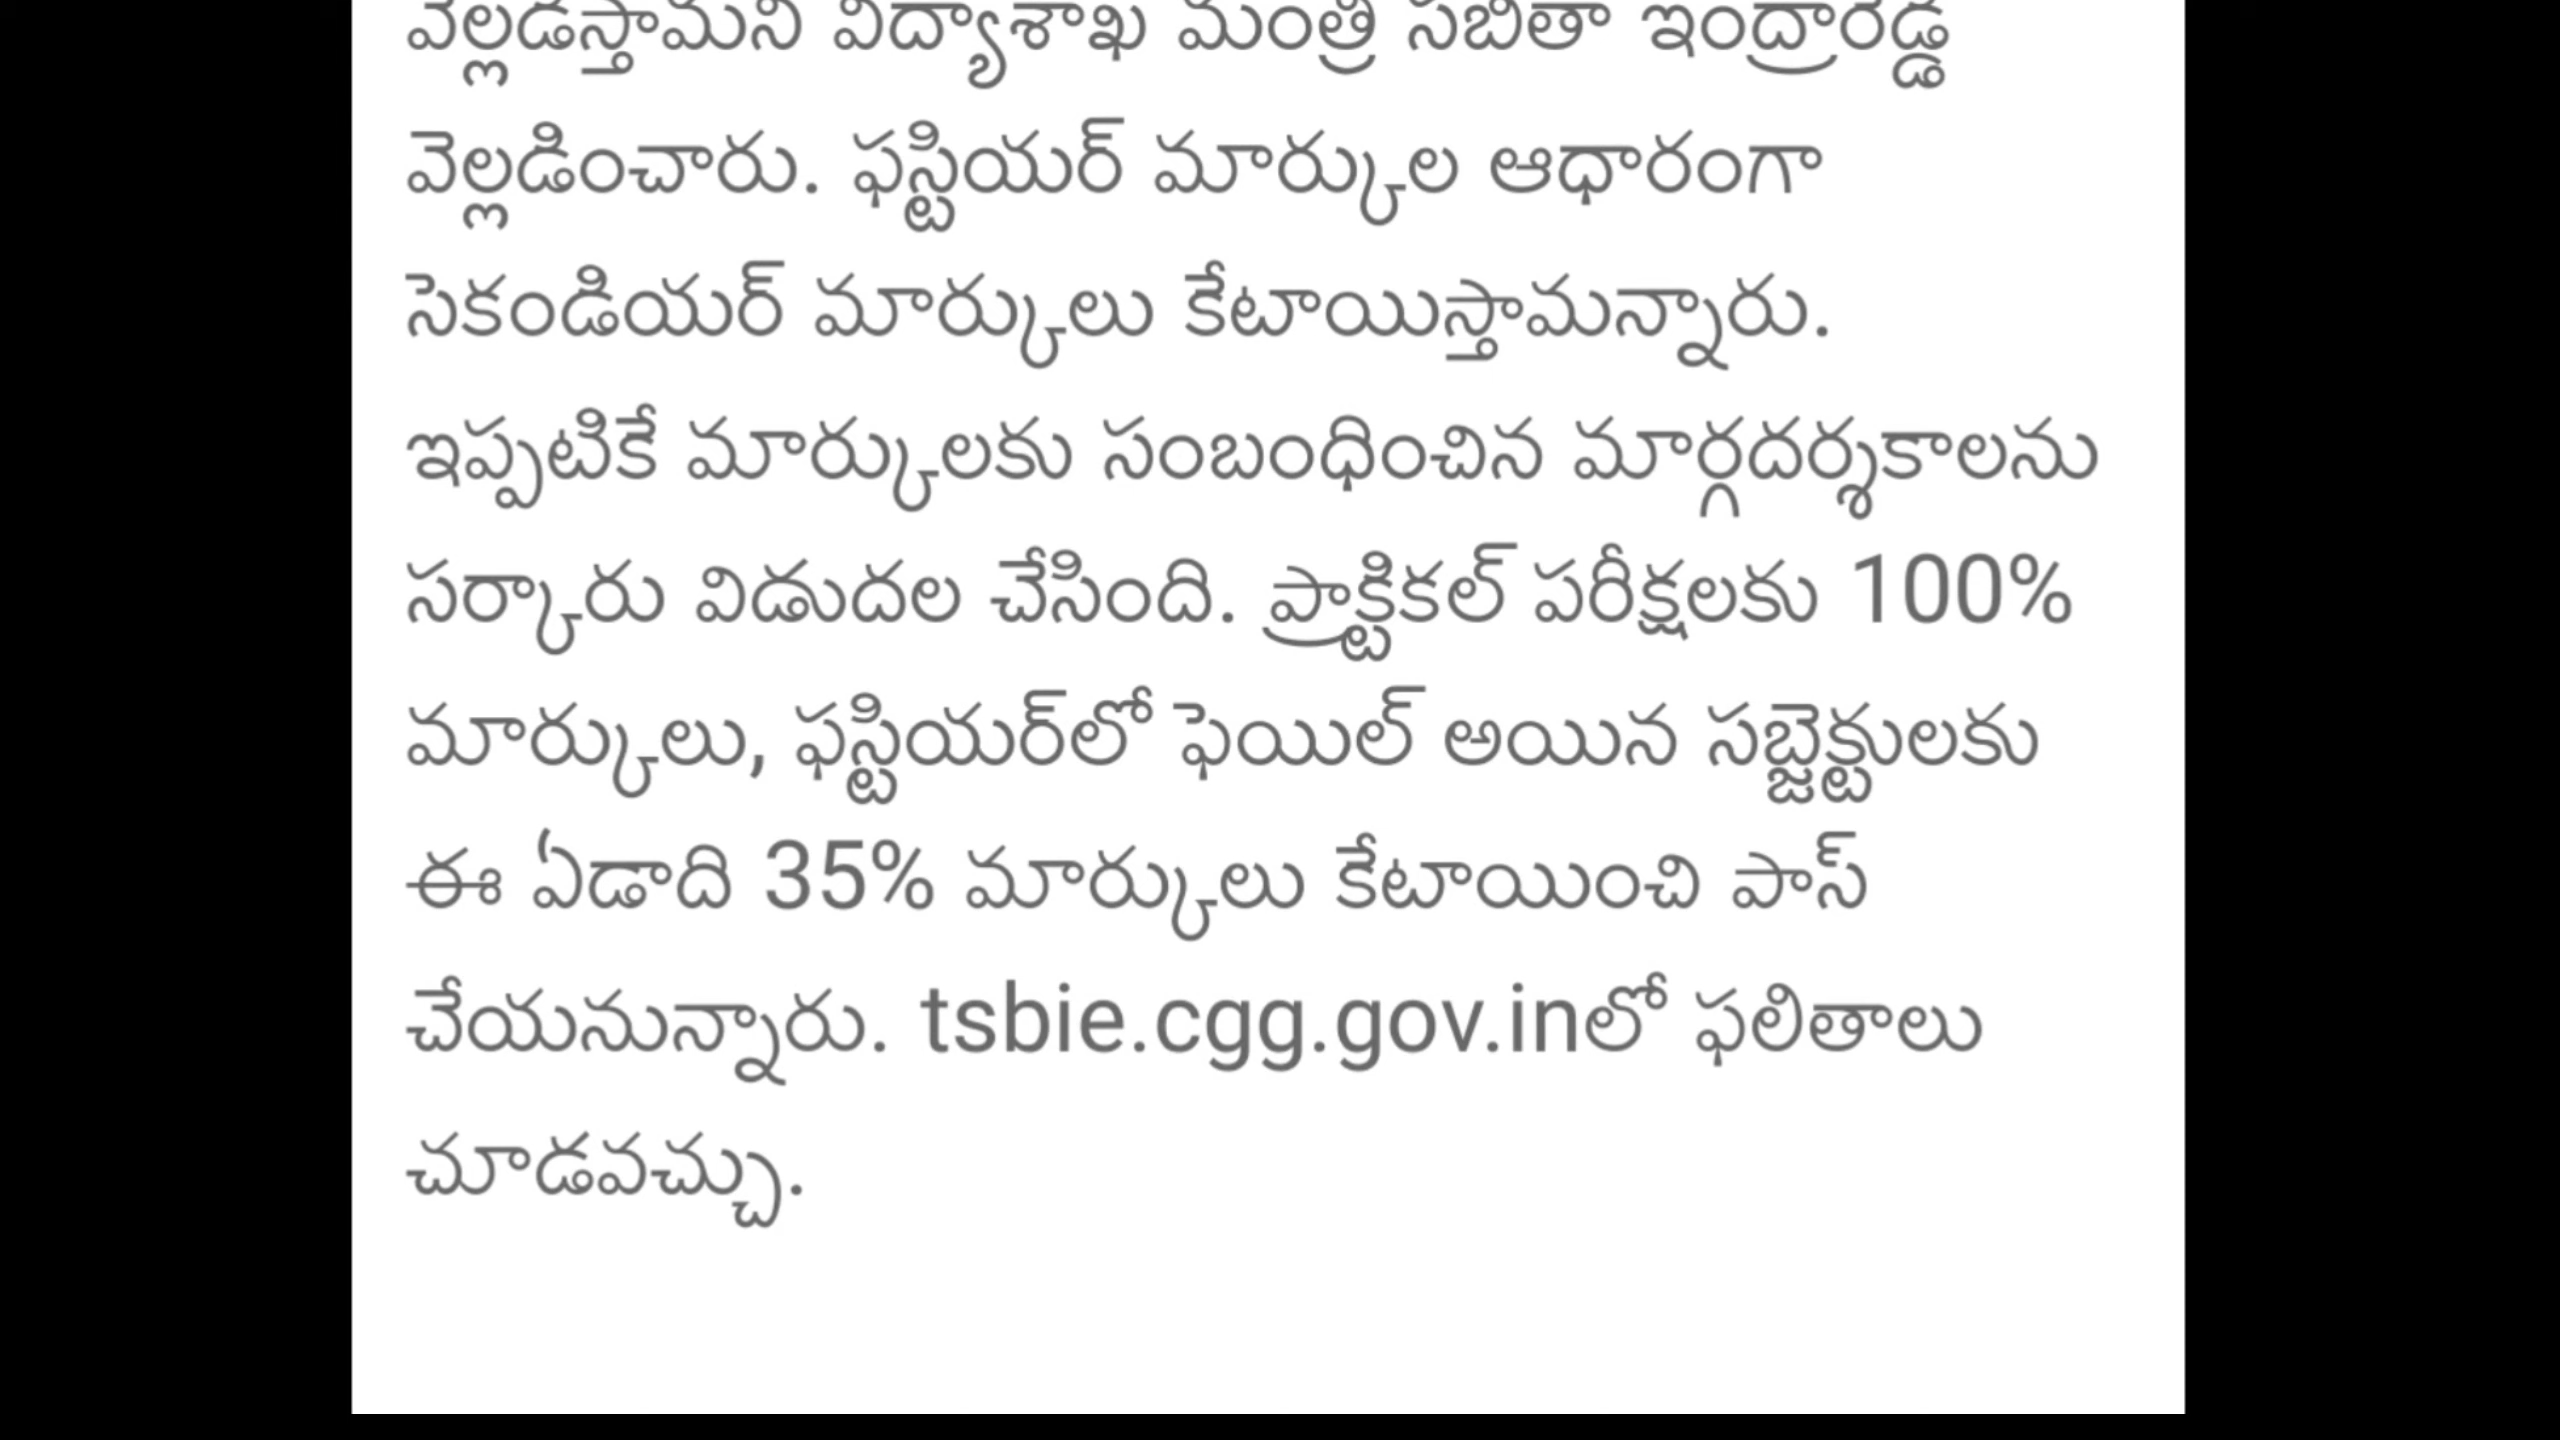 వెల్లడిస్తామని విద్యాశాఖ మంత్రి సబితా ఇంద్రారెడ్డి
వెల్లడించారు. ఫస్టియర్ మార్కుల ఆధారంగా
సెకండియర్ మార్కులు కేటాయిస్తామన్నారు.
ఇప్పటికే మార్కులకు సంబంధించిన మార్గదర్శకాలను
సర్కారు విడుదల చేసింది. ప్రాక్టికల్ పరీక్షలకు 100%
మార్కులు, ఫస్టియర్‌లో ఫెయిల్ అయిన సబ్జెక్టులకు
ఈ ఏడాది 35% మార్కులు కేటాయించి పాస్
చేయనున్నారు. tsbie.cgg.gov.inలో ఫలితాలు
చూడవచ్చు.